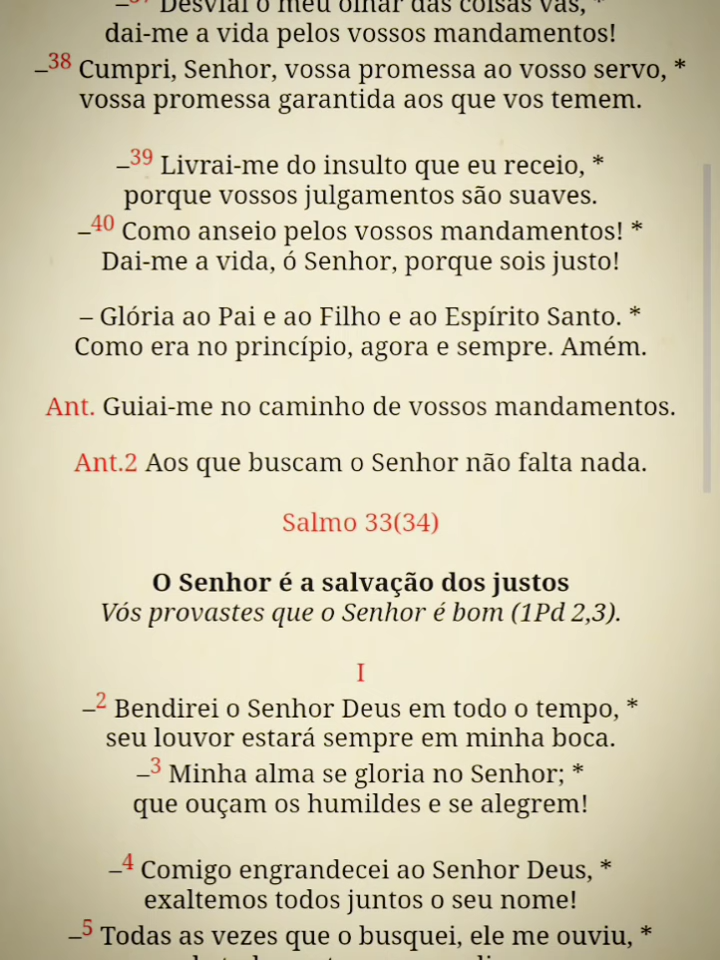 –37 Desviai o meu olhar das coisas vãs, *
dai-me a vida pelos vossos mandamentos!
–38 Cumpri, Senhor, vossa promessa ao vosso servo, *
vossa promessa garantida aos que vos temem.
–39 Livrai-me do insulto que eu receio, *
porque vossos julgamentos são suaves.
–40 Como anseio pelos vossos mandamentos! *
Dai-me a vida, ó Senhor, porque sois justo!
– Glória ao Pai e ao Filho e ao Espírito Santo. *
Como era no princípio, agora e sempre. Amém.
Ant. Guiai-me no caminho de vossos mandamentos.
Ant.2 Aos que buscam o Senhor não falta nada.
Salmo 33(34)
O Senhor é a salvação dos justos
Vós provastes que o Senhor é bom (1Pd 2,3).
I
–2 Bendirei o Senhor Deus em todo o tempo, *
seu louvor estará sempre em minha boca.
–3 Minha alma se gloria no Senhor; *
que ouçam os humildes e se alegrem!
–4 Comigo engrandecei ao Senhor Deus, *
exaltemos todos juntos o seu nome!
–5 Todas as vezes que o busquei, ele me ouviu, *